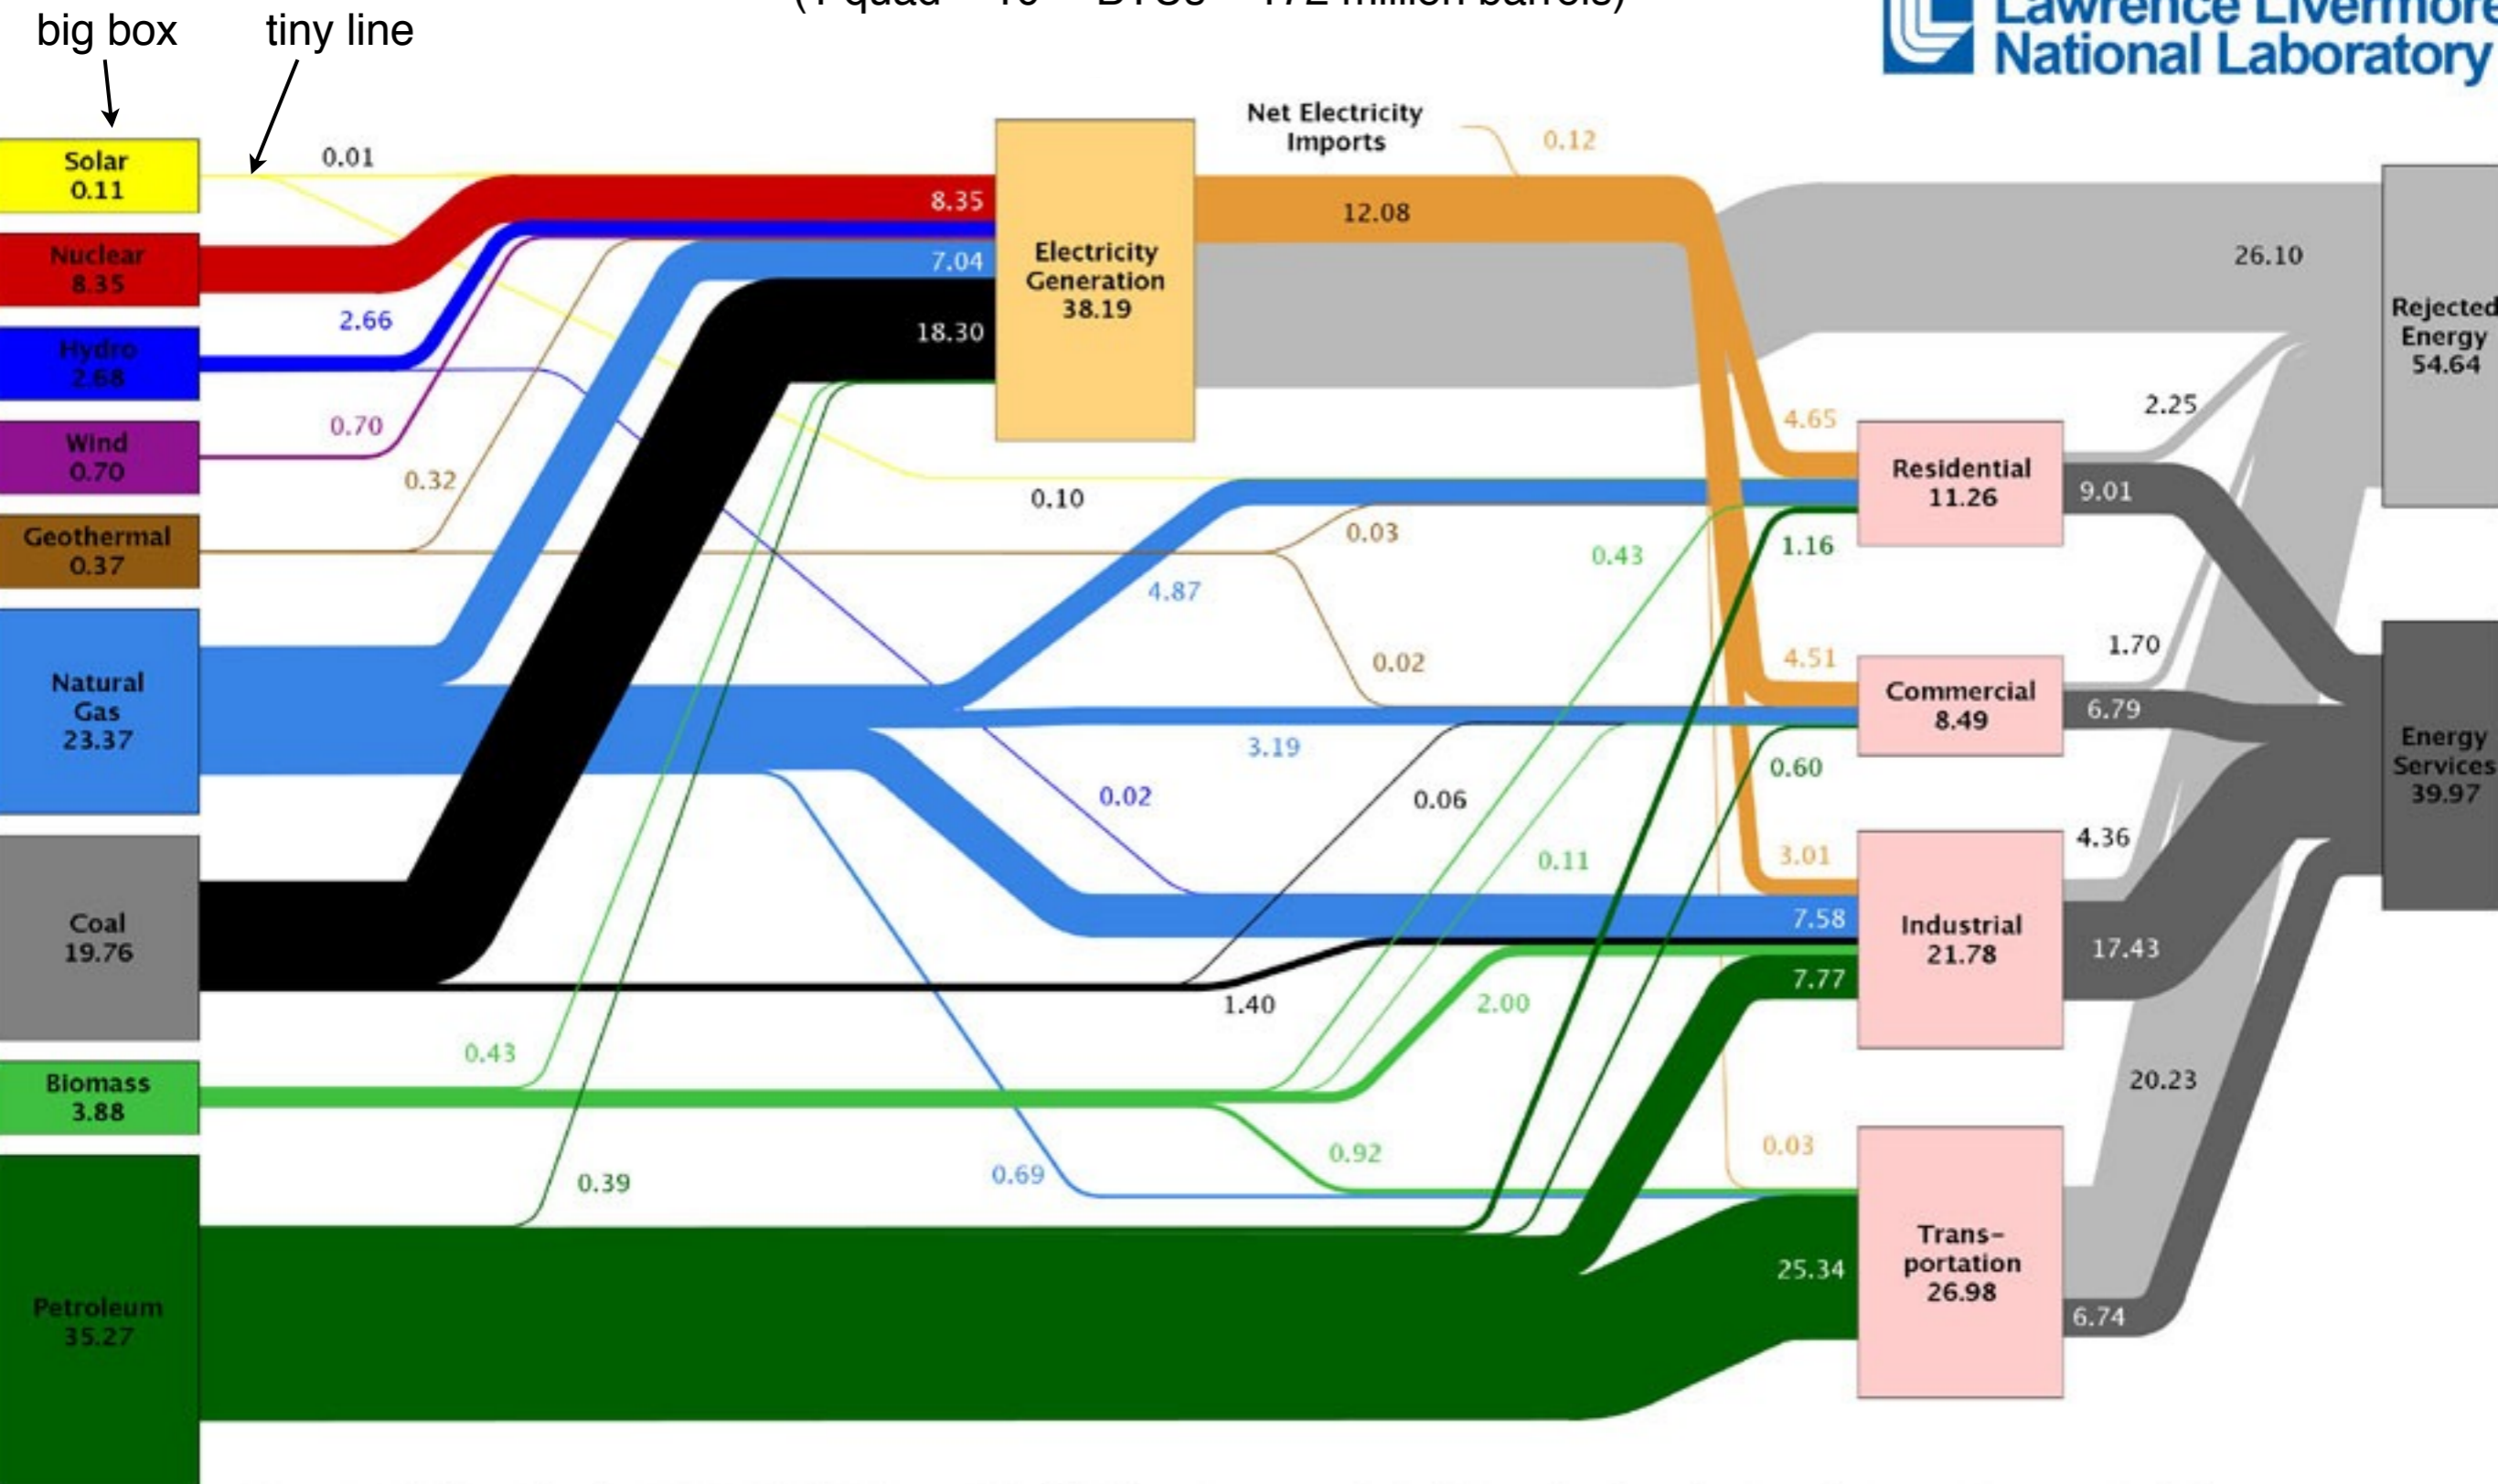 big box
tiny line
Lawrence Livermore
National Laboratory
Solar
0.11
0.01
Nuclear
8.35
Hydro
2.68
2.66
Wind
0.70
0.70
Geothermal
0.37
0.32
Natural
Gas
23.37
Coal
19.76
Biomass
3.88
0.43
Petroleum
35.27
0.39
8.35
7.04
18.30
Electricity
Generation
38.19
Net Electricity
Imports
0.12
12.08
26.10
Rejected
Energy
54.64
0.10
0.03
4.87
0.02
3.19
0.02
0.06
0.43
0.11
1.40
2.00
0.92
0.69
4.65
1.16
Residential
11.26
2.25
9.01
4.51
0.60
Commercial
8.49
1.70
6.79
3.01
7.58
7.77
Industrial
21.78
4.36
17.43
0.03
25.34
Trans-
portation
26.98
20.23
6.74
Energy
Services
39.97